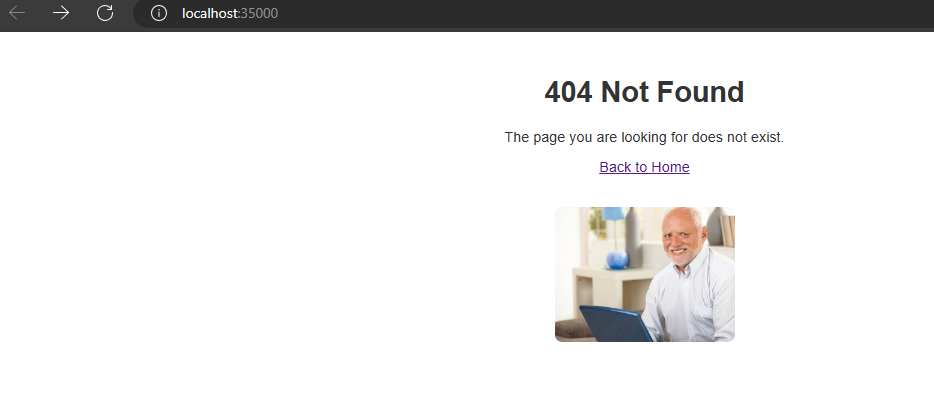 localhost:35000
404 Not Found
The page you are looking for does not exist.
Back to Home